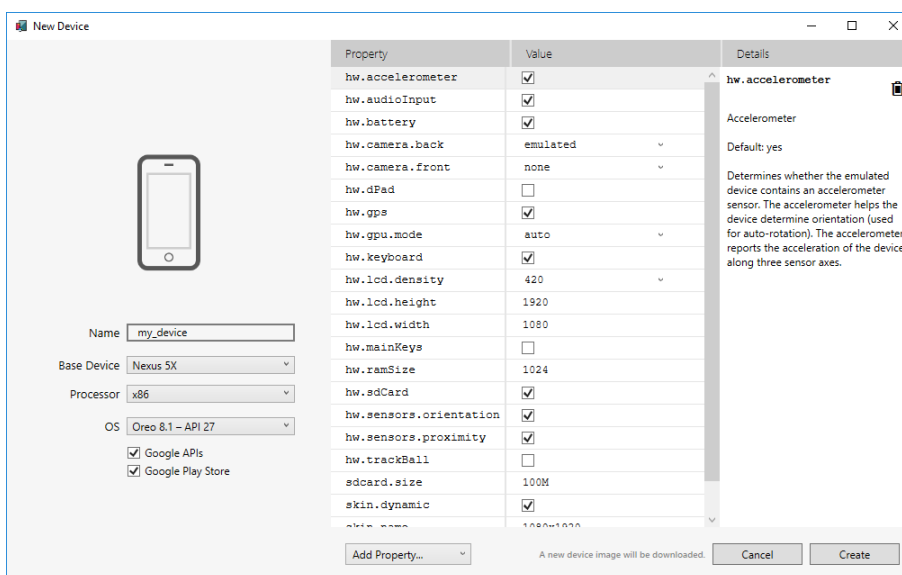 New Device
Name my_device
Base Device Nexus 5X
Processor x86
OS Oreo 8.1 – API 27
Google APIs
Google Play Store
Property Value
hw.accelerometer
hw.audioInput
hw.battery
hw.camera.back emulated
hw.camera.front none
hw.dPad
hw.gps
hw.gpu.mode auto
hw.keyboard
hw.lcd.density 420
hw.lcd.height 1920
hw.lcd.width 1080
hw.mainKeys
hw.ramSize 1024
hw.sdCard
hw.sensors.orientation
hw.sensors.proximity
hw.trackBall
sdcard.size 100M
skin.dynamic
skin.name 1080x1920
Details
hw.accelerometer
Accelerometer
Default: yes
Determines whether the emulated
device contains an accelerometer
sensor. The accelerometer helps the
device determine orientation (used
for auto-rotation). The accelerometer
reports the acceleration of the device
along three sensor axes.
Add Property...
A new device image will be downloaded.
Cancel
Create